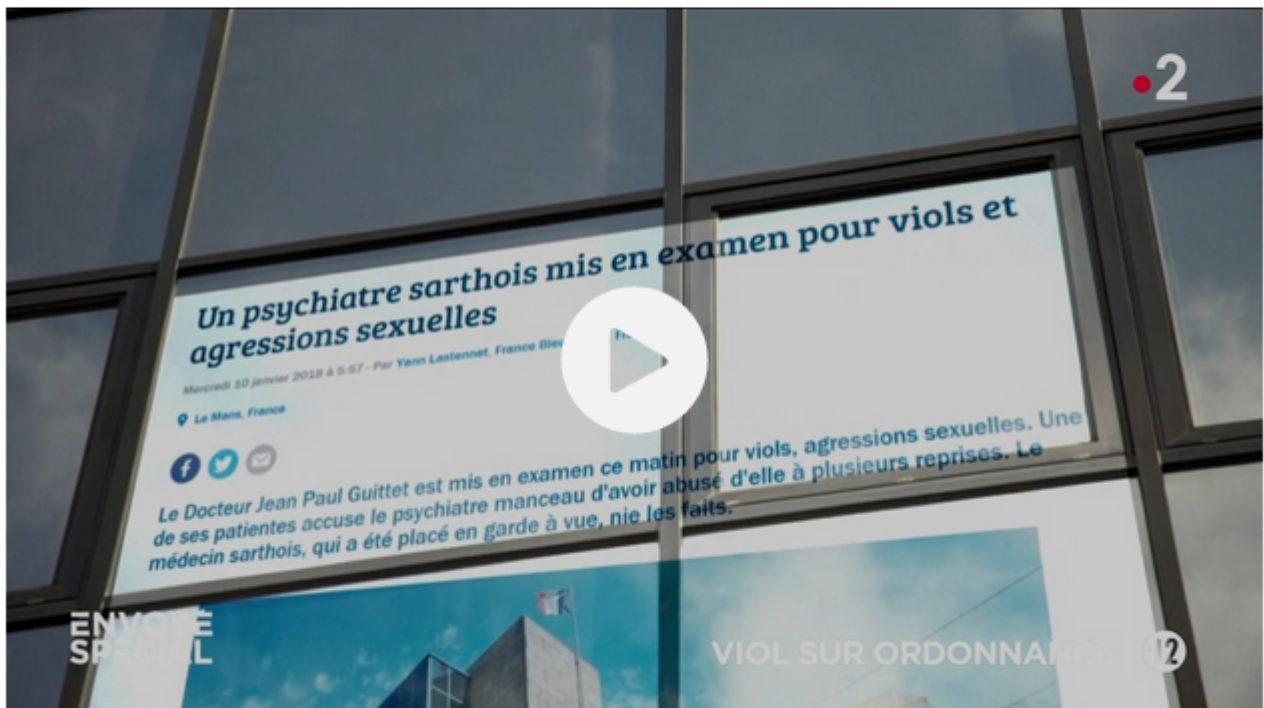 2
Un psychiatre sarthois mis en examen pour viols et
agressions sexuelles
Mercredi 10 janvier 2018 à 5:57 - Par Yann Lastennet, France
Le Mans, France
Le Docteur Jean Paul Guittet est mis en examen ce matin pour viols, agressions sexuelles. Une
de ses patientes accuse le psychiatre manceau d'avoir abusé d'elle à plusieurs reprises. Le
médecin sarthois, qui a été placé en garde à vue, nie les faits.
ENVOYÉ
SPÉCIAL
VIOL SUR ORDONNANCE
12